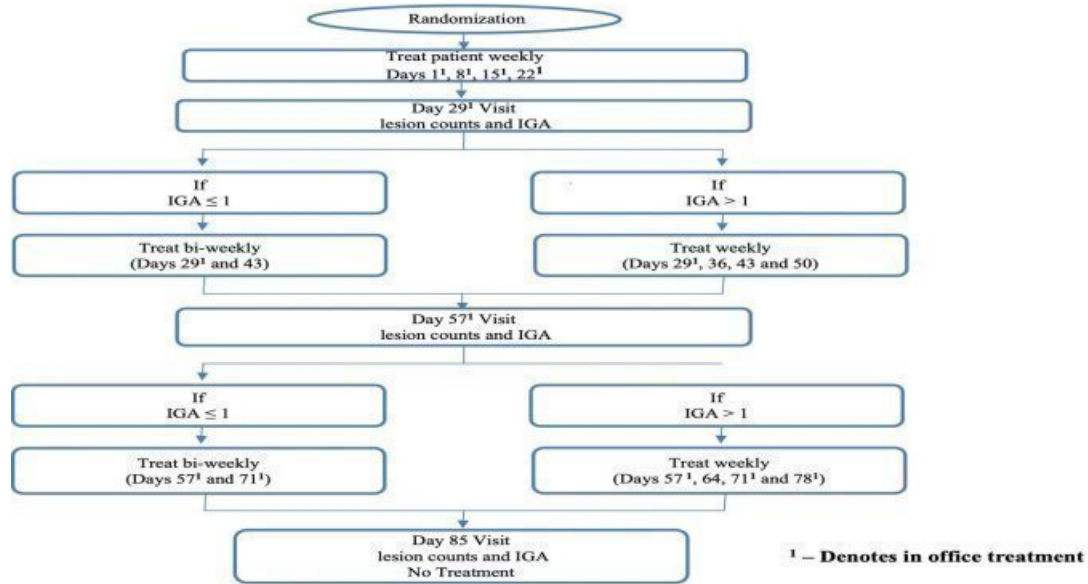 Randomization
Treat patient weekly
Days 1¹, 8¹, 15¹, 22¹
Day 29¹ Visit
lesion counts and IGA
If
IGA ≤ 1
If
IGA > 1
Treat bi-weekly
(Days 29¹ and 43)
Treat weekly
(Days 29¹, 36, 43 and 50)
Day 57¹ Visit
lesion counts and IGA
If
IGA ≤ 1
If
IGA > 1
Treat bi-weekly
(Days 57¹ and 71¹)
Treat weekly
(Days 57¹, 64, 71¹ and 78¹)
Day 85 Visit
lesion counts and IGA
No Treatment
¹ – Denotes in office treatment